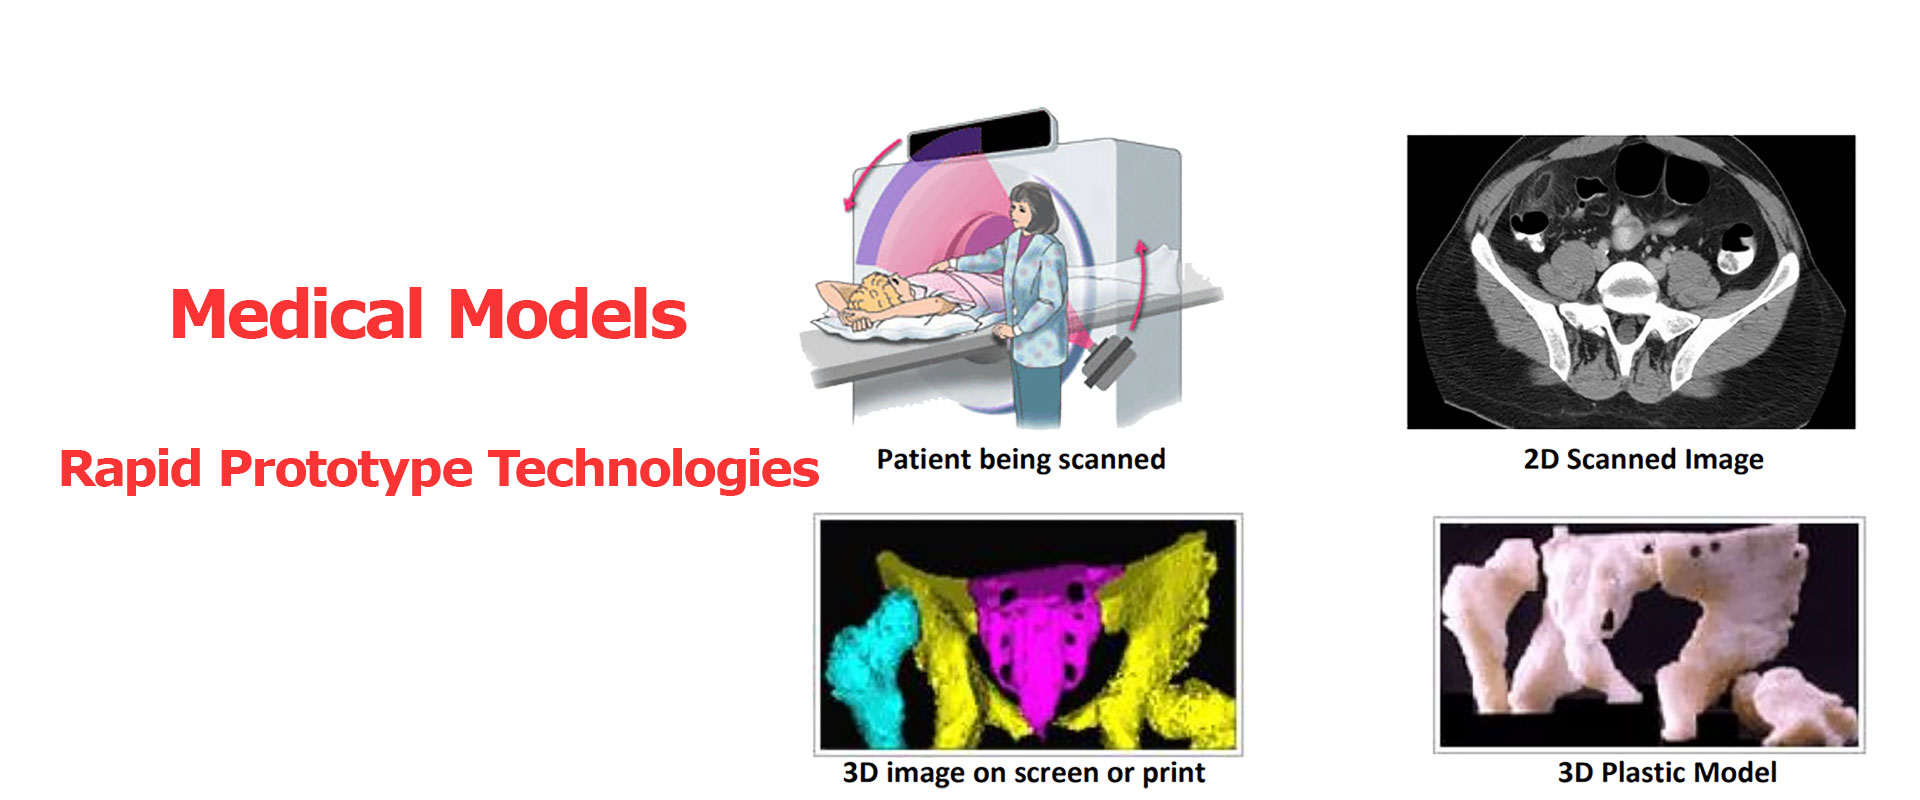 Medical Models
Rapid Prototype Technologies
Patient being scanned
2D Scanned Image
3D image on screen or print
3D Plastic Model